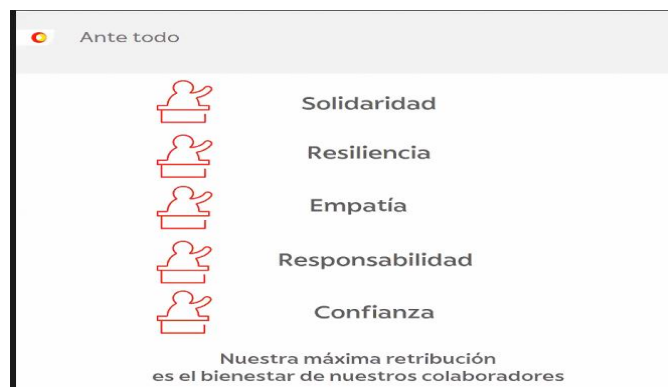 Ante todo
Solidaridad
Resiliencia
Empatía
Responsabilidad
Confianza
Nuestra máxima retribución
es el bienestar de nuestros colaboradores